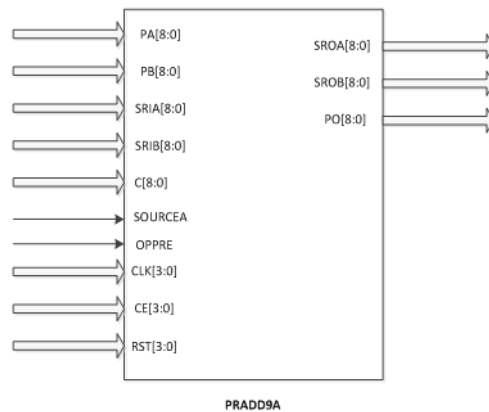 PA[8:0]
PB[8:0]
SRIA[8:0]
SRIB[8:0]
C[8:0]
SOURCEA
OPPRE
CLK[3:0]
CE[3:0]
RST[3:0]
SROA[8:0]
SROB[8:0]
PO[8:0]
PRADD9A